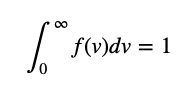 ∫₀^∞ f(v)dv = 1